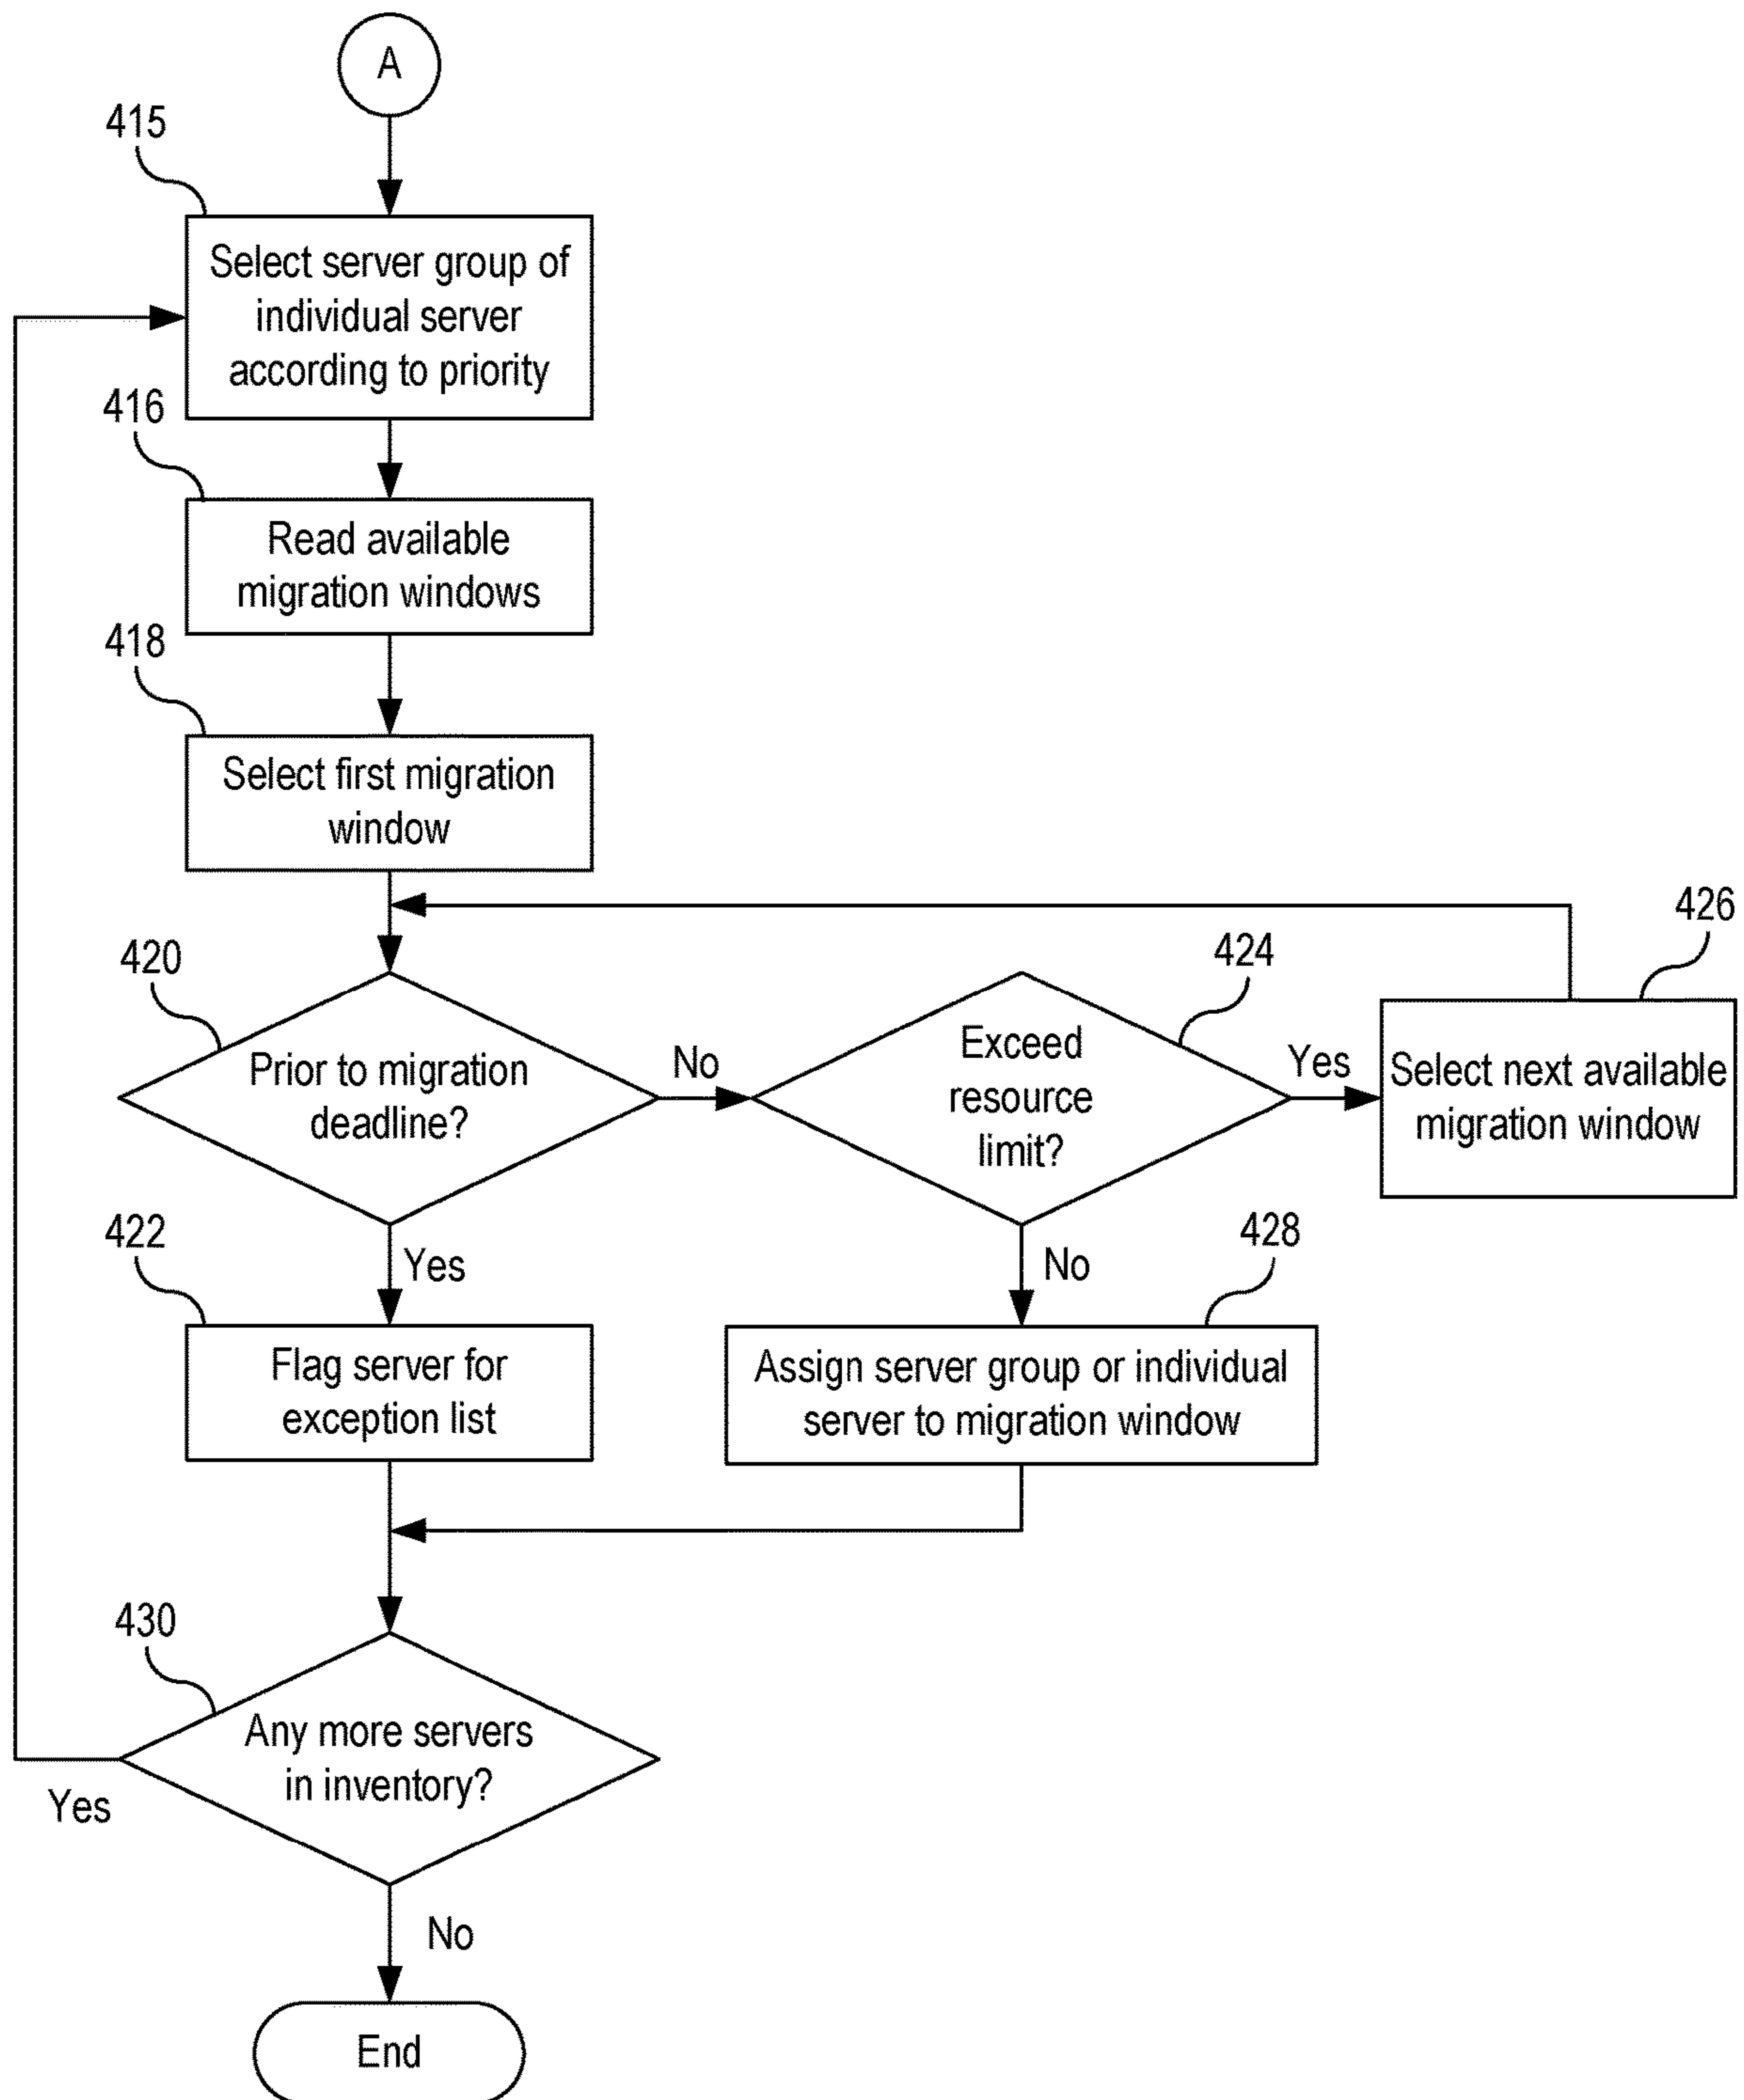 A
415
Select server group of
individual server
according to priority
416
Read available
migration windows
418
Select first migration
window
426
420
424
Prior to migration
deadline?
No
Exceed
resource
limit?
Yes
Select next available
migration window
422
Yes
428
No
Flag server for
exception list
Assign server group or individual
server to migration window
430
Any more servers
in inventory?
Yes
No
End